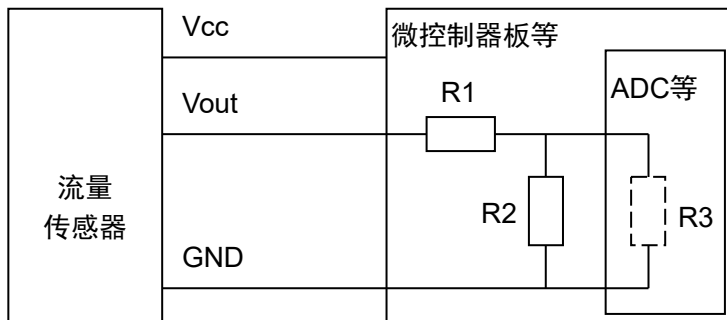 Vcc
微控制器板等
Vout
R1
ADC等
流量
传感器
R2
R3
GND